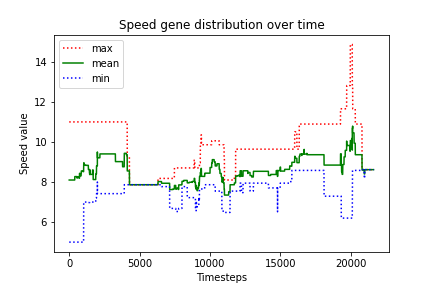 Speed gene distribution over time
max
mean
min
Speed value
14
12
10
8
6
0 5000 10000 15000 20000
Timesteps